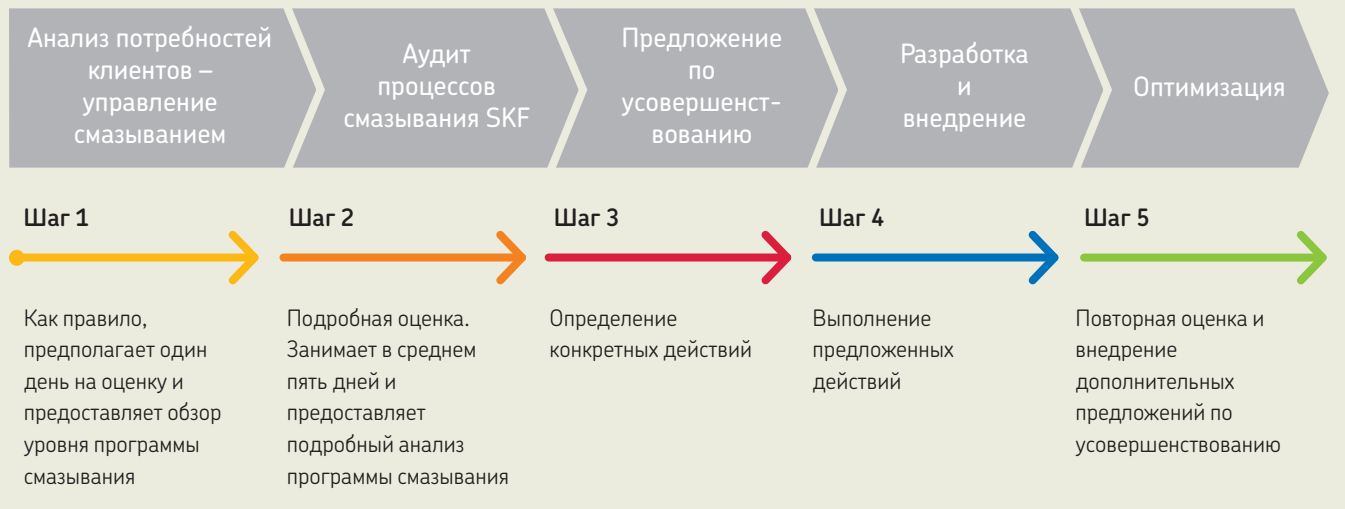 Анализ потребностей
клиентов –
управление
смазыванием
Аудит
процессов
смазывания SKF
Предложение
по
усовершенст-
вованию
Разработка
и
внедрение
Оптимизация
Шаг 1
Как правило,
предполагает один
день на оценку и
предоставляет обзор
уровня программы
смазывания
Шаг 2
Подробная оценка.
Занимает в среднем
пять дней и
предоставляет
подробный анализ
программы смазывания
Шаг 3
Определение
конкретных действий
Шаг 4
Выполнение
предложенных
действий
Шаг 5
Повторная оценка и
внедрение
дополнительных
предложений по
усовершенствованию